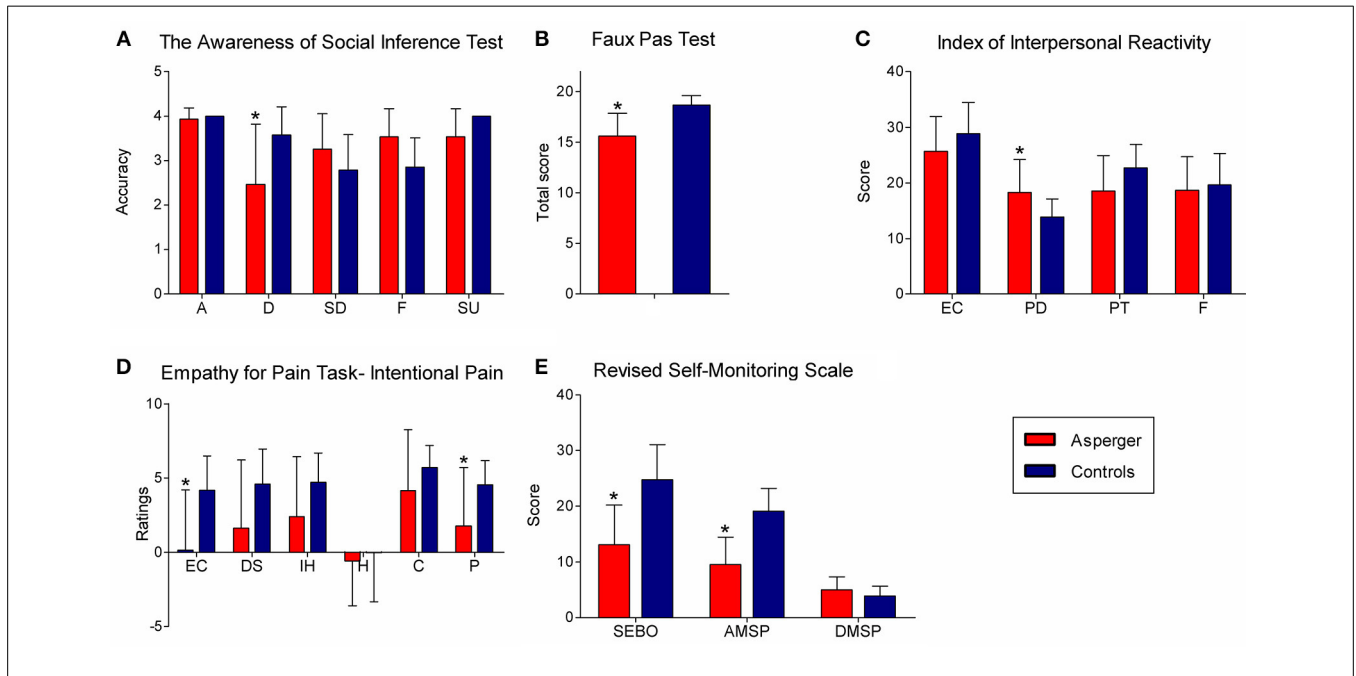 A The Awareness of Social Inference Test
5
4
3
2
1
0
Accuracy
*
A D SD F SU
B Faux Pas Test
20
15
10
5
0
Total score
*
C Index of Interpersonal Reactivity
40
30
20
10
0
Score
*
EC PD PT F
D Empathy for Pain Task- Intentional Pain
10
5
0
-5
Ratings
* *
EC DS IH H C P
E Revised Self-Monitoring Scale
40
30
20
10
0
Score
* *
SEBO AMSP DMSP
Asperger
Controls